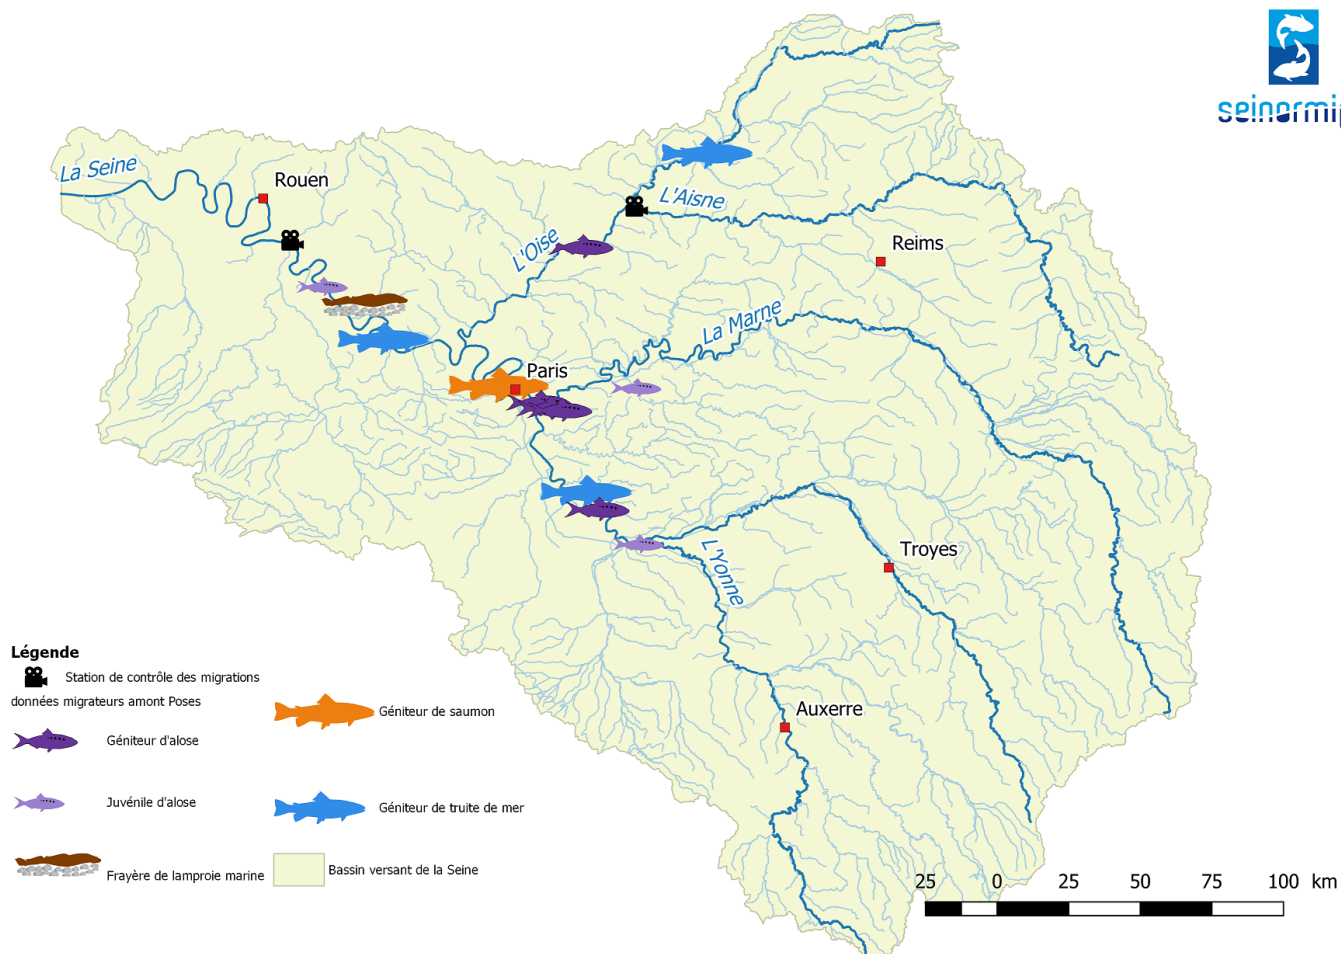 seinormi
La Seine
Rouen
L'Oise
L'Aisne
Reims
La Marne
Paris
L'Yonne
Troyes
Auxerre
Légende
Station de contrôle des migrations
données migrateurs amont Poses
Géniteur de saumon
Géniteur d'alose
Juvénile d'alose
Géniteur de truite de mer
Frayère de lamproie marine
Bassin versant de la Seine
25 0 25 50 75 100 km